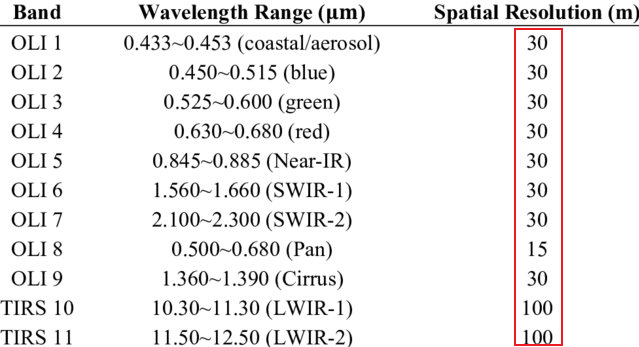 Band Wavelength Range (µm) Spatial Resolution (m)
OLI 1 0.433~0.453 (coastal/aerosol) 30
OLI 2 0.450~0.515 (blue) 30
OLI 3 0.525~0.600 (green) 30
OLI 4 0.630~0.680 (red) 30
OLI 5 0.845~0.885 (Near-IR) 30
OLI 6 1.560~1.660 (SWIR-1) 30
OLI 7 2.100~2.300 (SWIR-2) 30
OLI 8 0.500~0.680 (Pan) 15
OLI 9 1.360~1.390 (Cirrus) 30
TIRS 10 10.30~11.30 (LWIR-1) 100
TIRS 11 11.50~12.50 (LWIR-2) 100